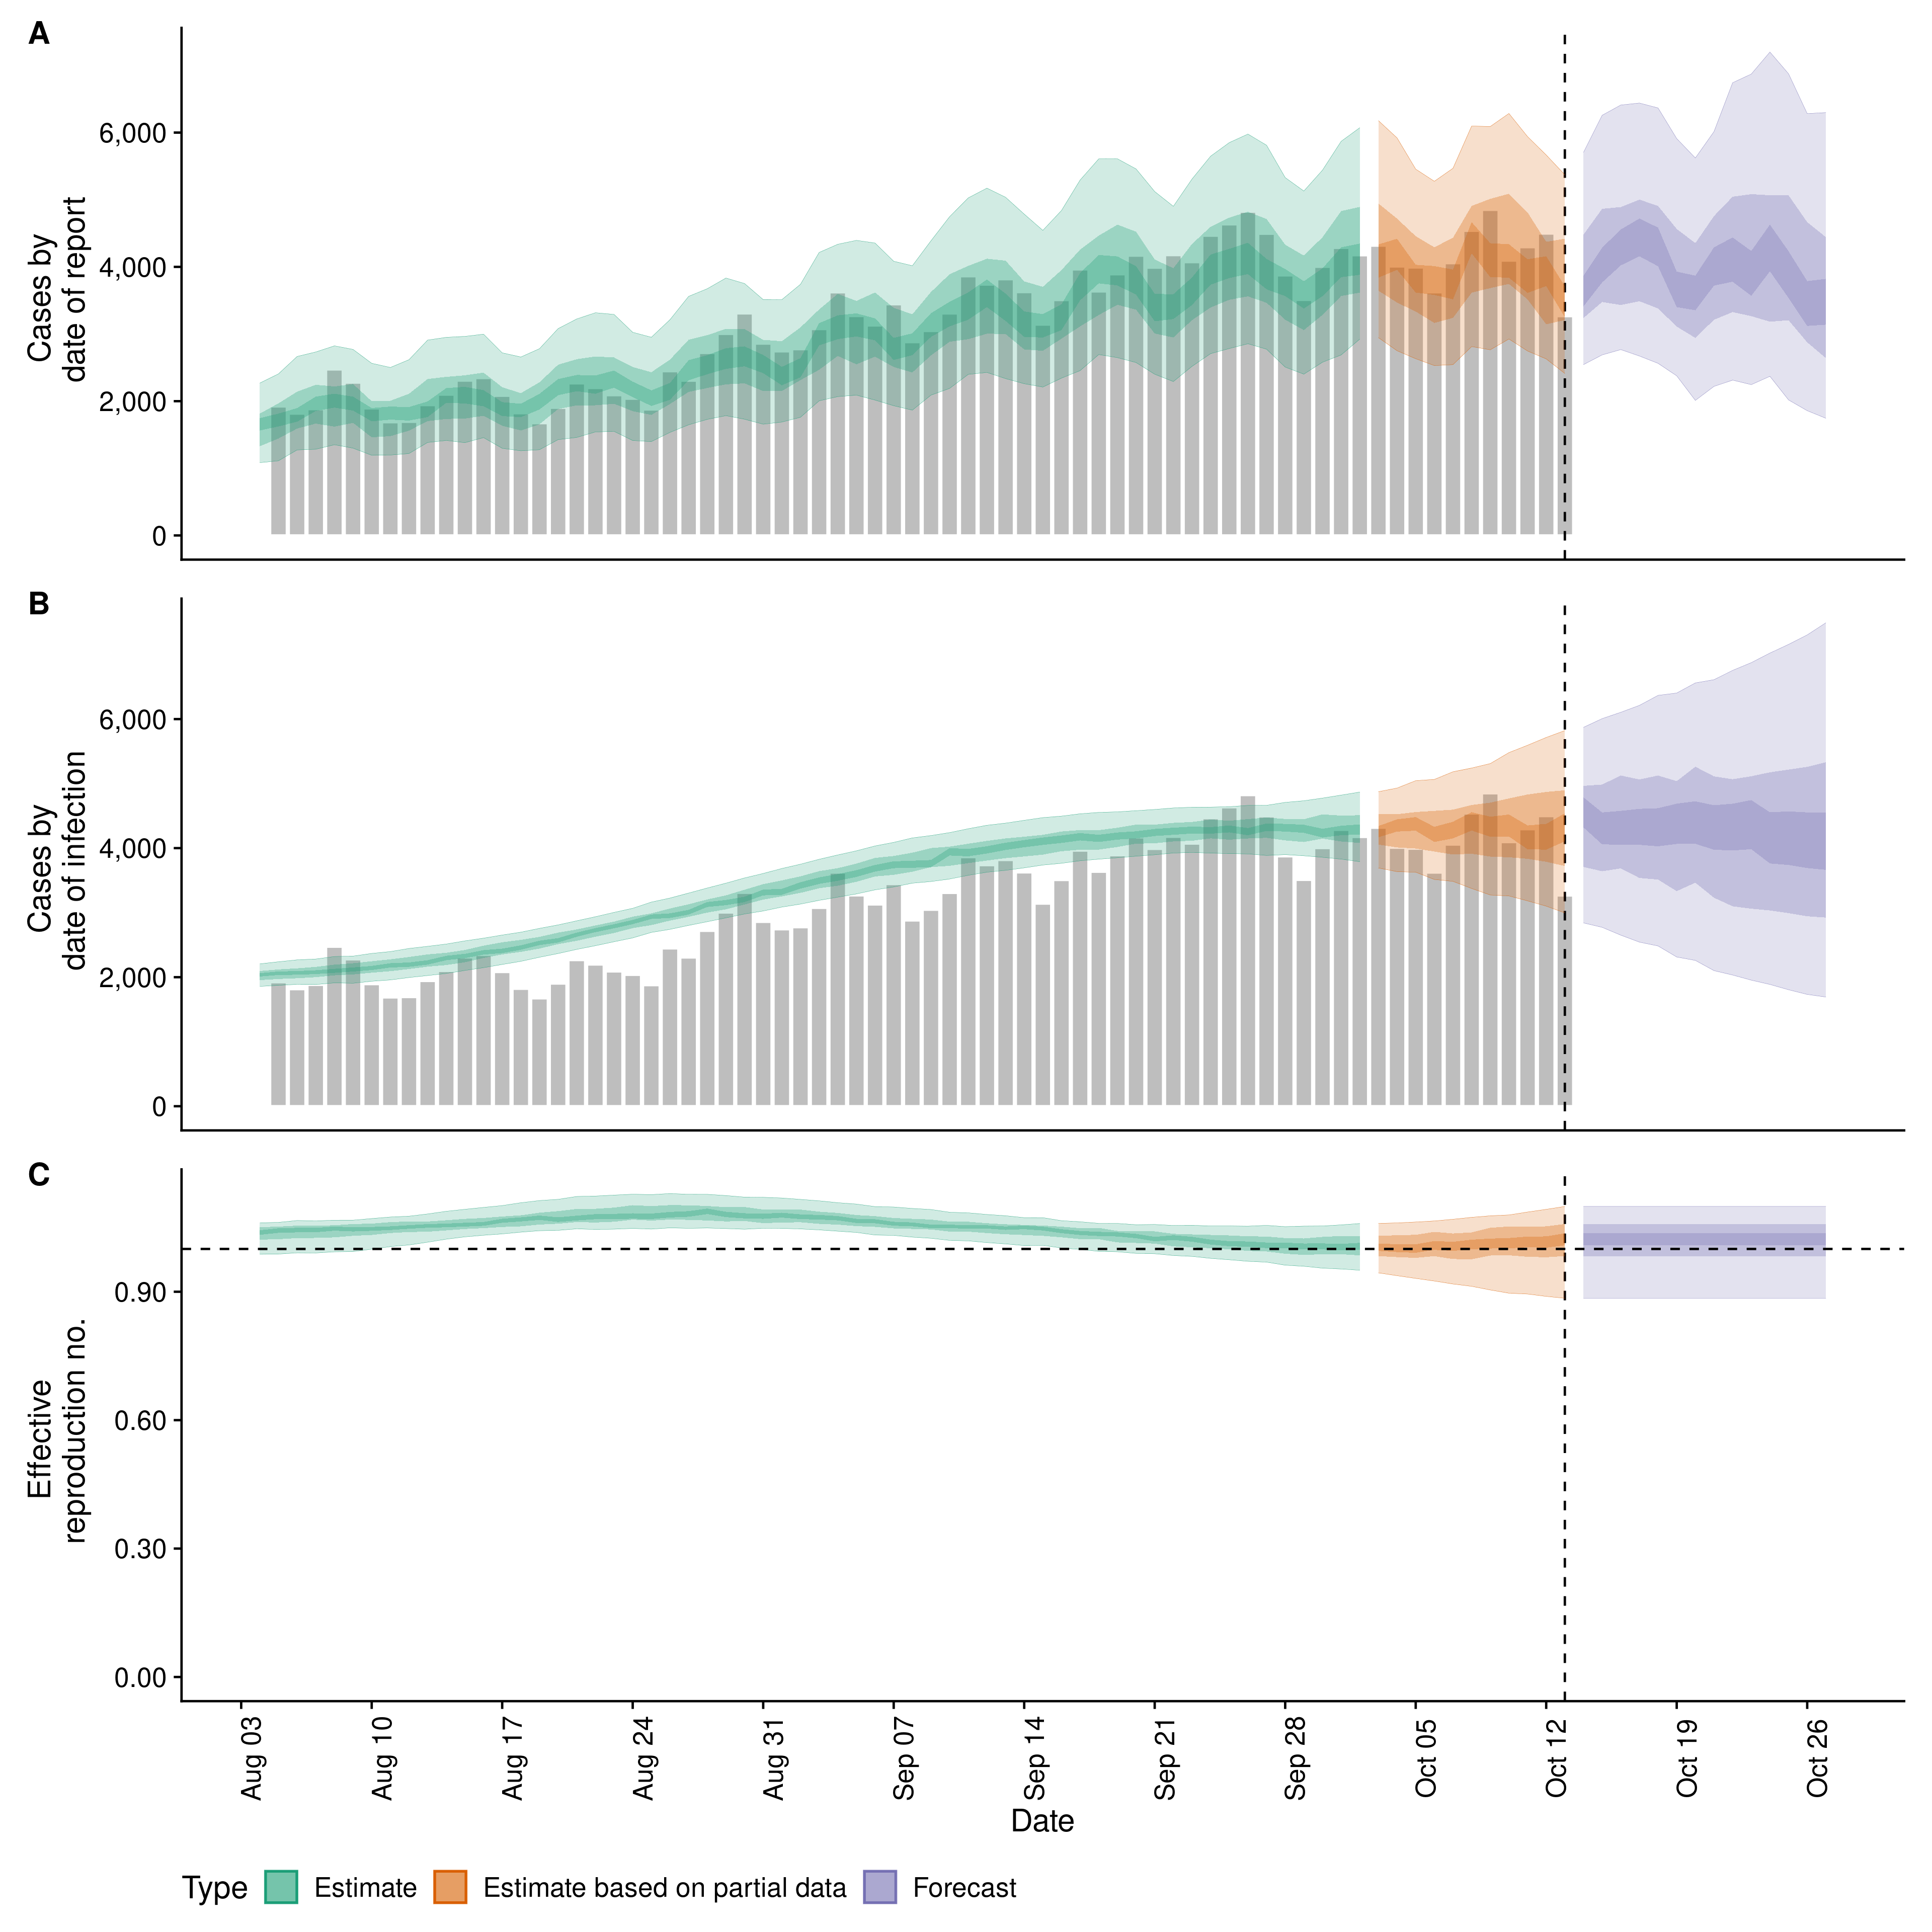 A
Cases by
date of report
6,000
4,000
2,000
0
B
Cases by
date of infection
6,000
4,000
2,000
0
C
Effective
reproduction no.
0.90
0.60
0.30
0.00
Aug 03
Aug 10
Aug 17
Aug 24
Aug 31
Sep 07
Sep 14
Sep 21
Sep 28
Oct 05
Oct 12
Oct 19
Oct 26
Date
Type Estimate Estimate based on partial data Forecast